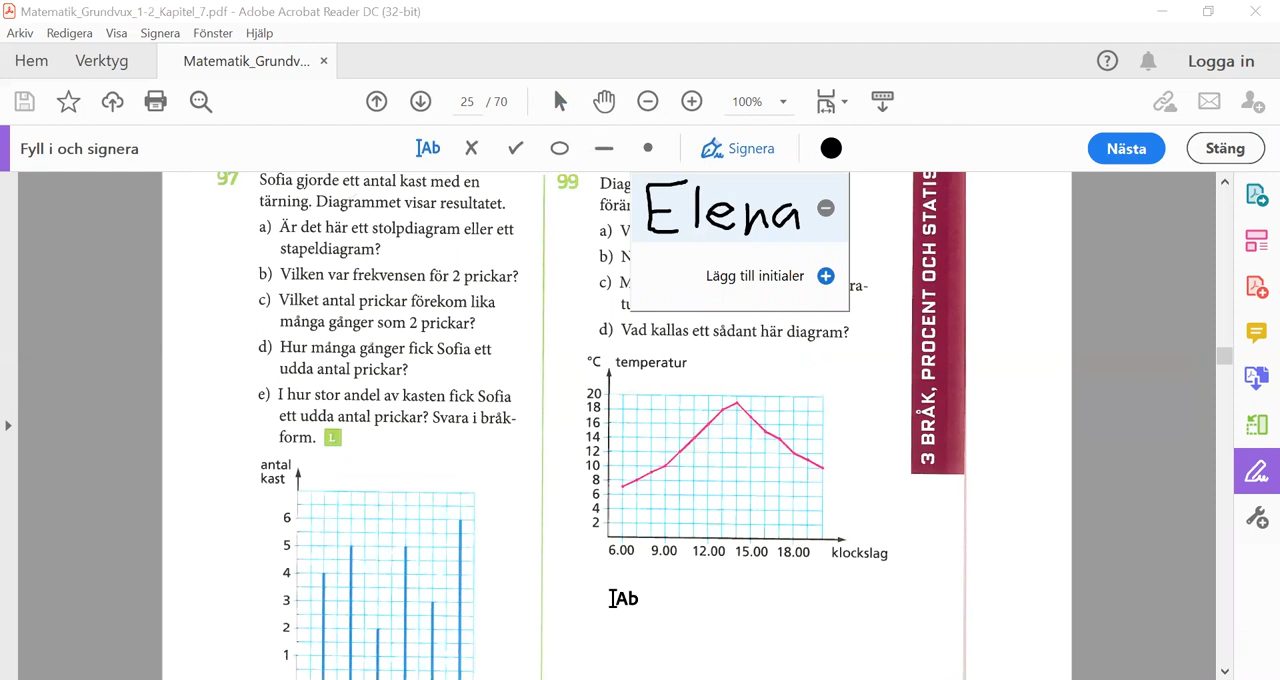 Matematik_Grundvux_1-2_Kapitel_7.pdf - Adobe Acrobat Reader DC (32-bit)
Arkiv Redigera Visa Signera Fönster Hjälp
Hem Verktyg Matematik_Grundv... × Logga in
25 / 70 100%
Fyll i och signera Ab Signera Nästa Stäng
97 Sofia gjorde ett antal kast med en
tärning. Diagrammet visar resultatet.
a) Är det här ett stolpdiagram eller ett
stapeldiagram?
b) Vilken var frekvensen för 2 prickar?
c) Vilket antal prickar förekom lika
många gånger som 2 prickar?
d) Hur många gånger fick Sofia ett
udda antal prickar?
e) I hur stor andel av kasten fick Sofia
ett udda antal prickar? Svara i bråk-
form. L
antal
kast
6
5
4
3
2
1
99 Diag
förän
a) V
b) N
c) M ra-
tu
d) Vad kallas ett sådant här diagram?
Elena
Lägg till initialer
°C temperatur
20
18
16
14
12
10
8
6
4
2
6.00 9.00 12.00 15.00 18.00 klockslag
Ab
3 BRÅK, PROCENT OCH STATIS